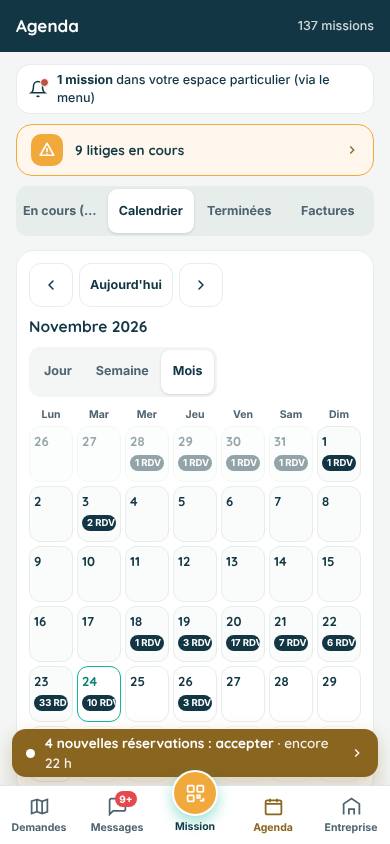 Agenda
137 missions
1 mission dans votre espace particulier (via le
menu)
9 litiges en cours
En cours (...
Calendrier
Terminées
Factures
Aujourd'hui
Novembre 2026
Jour
Semaine
Mois
Lun Mar Mer Jeu Ven Sam Dim
26 27 28 29 30 31 1
1 RDV 1 RDV 1 RDV 1 RDV 1 RDV
2 3 4 5 6 7 8
2 RDV
9 10 11 12 13 14 15
16 17 18 19 20 21 22
1 RDV 3 RDV 17 RDV 7 RDV 6 RDV
23 24 25 26 27 28 29
33 RD 10 RDV 3 RDV
4 nouvelles réservations : accepter · encore
22 h
9+
Demandes
Messages
Mission
Agenda
Entreprise